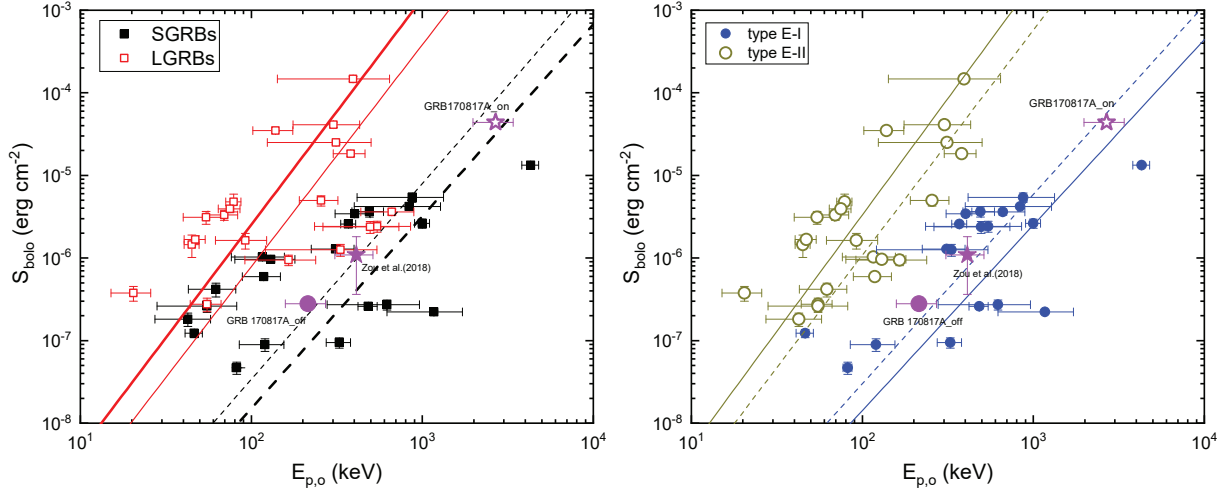 SGRBs
LGRBs
GRB170817A_on
Zou et al.(2018)
GRB 170817A_off
S_bolo (erg cm^-2)
10^-3
10^-4
10^-5
10^-6
10^-7
10^-8
10^1 10^2 10^3 10^4
E_p,o (keV)
type E-I
type E-II
GRB170817A_on
Zou et al.(2018)
GRB 170817A_off
S_bolo (erg cm^-2)
10^-3
10^-4
10^-5
10^-6
10^-7
10^-8
10^1 10^2 10^3 10^4
E_p,o (keV)